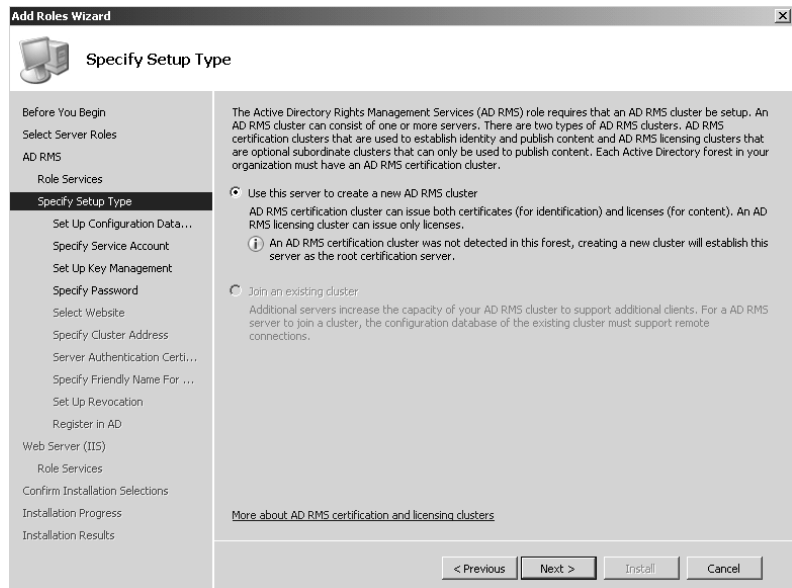 Add Roles Wizard
Specify Setup Type
Before You Begin
Select Server Roles
AD RMS
Role Services
Specify Setup Type
Set Up Configuration Data...
Specify Service Account
Set Up Key Management
Specify Password
Select Website
Specify Cluster Address
Server Authentication Certi...
Specify Friendly Name For ...
Set Up Revocation
Register in AD
Web Server (IIS)
Role Services
Confirm Installation Selections
Installation Progress
Installation Results
The Active Directory Rights Management Services (AD RMS) role requires that an AD RMS cluster be setup. An
AD RMS cluster can consist of one or more servers. There are two types of AD RMS clusters. AD RMS
certification clusters that are used to establish identity and publish content and AD RMS licensing clusters that
are optional subordinate clusters that can only be used to publish content. Each Active Directory forest in your
organization must have an AD RMS certification cluster.
Use this server to create a new AD RMS cluster
AD RMS certification cluster can issue both certificates (for identification) and licenses (for content). An AD
RMS licensing cluster can issue only licenses.
An AD RMS certification cluster was not detected in this forest, creating a new cluster will establish this
server as the root certification server.
Join an existing cluster
Additional servers increase the capacity of your AD RMS cluster to support additional clients. For a AD RMS
server to join a cluster, the configuration database of the existing cluster must support remote
connections.
More about AD RMS certification and licensing clusters
< Previous
Next >
Install
Cancel